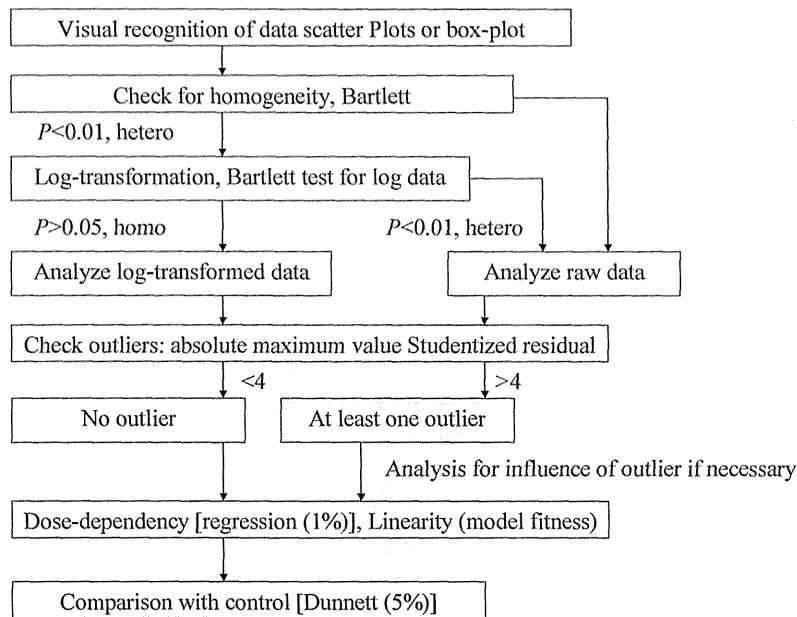 Visual recognition of data scatter Plots or box-plot
Check for homogeneity, Bartlett
P<0.01, hetero
Log-transformation, Bartlett test for log data
P>0.05, homo
P<0.01, hetero
Analyze log-transformed data
Analyze raw data
Check outliers: absolute maximum value Studentized residual
<4
>4
No outlier
At least one outlier
Analysis for influence of outlier if necessary
Dose-dependency [regression (1%)], Linearity (model fitness)
Comparison with control [Dunnett (5%)]